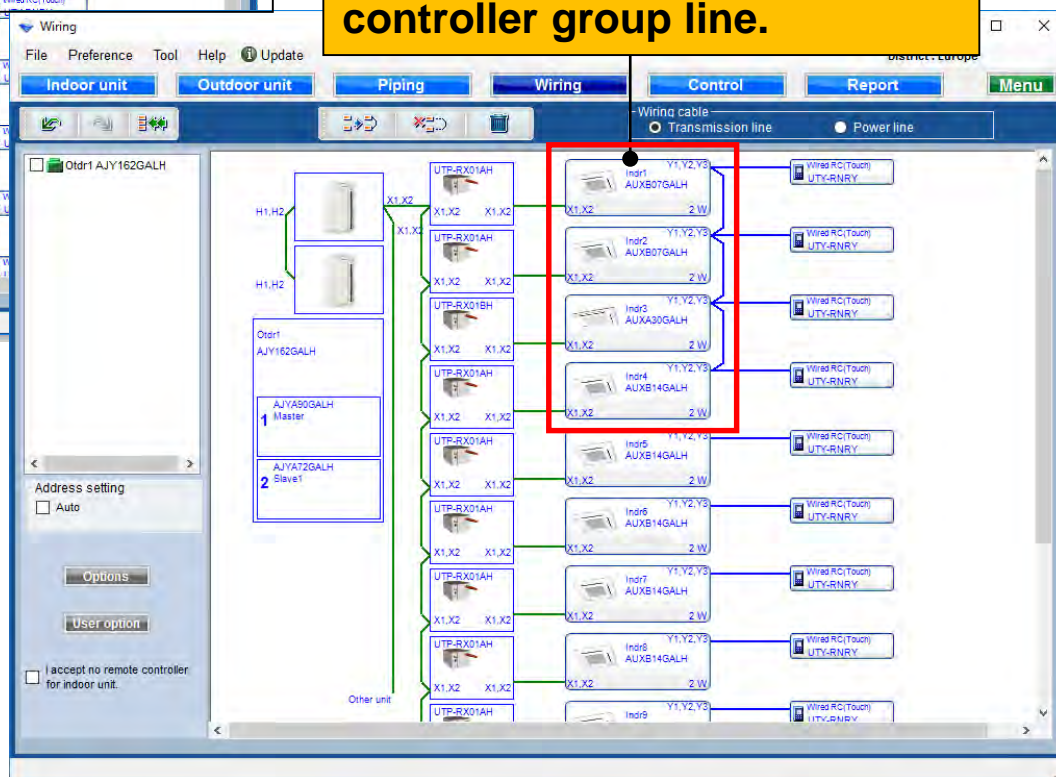 Wired RC(Touch)
controller group line.
Wiring
File Preference Tool Help Update
District : Europe
Indoor unit Outdoor unit Piping Wiring Control Report Menu
Wiring cable
Transmission line Power line
Otdr1 AJY162GALH
Address setting
Auto
Options
User option
I accept no remote controller
for indoor unit.
H1,H2
H1,H2
X1,X2
X1,X2
Otdr1
AJY162GALH
AJYA90GALH
1 Master
AJYA72GALH
2 Slave1
Other unit
UTP-RX01AH
X1,X2 X1,X2
Y1,Y2,Y3
Indr1
AUXB07GALH
X1,X2 2 W
Wired RC(Touch)
UTY-RNRY
UTP-RX01AH
X1,X2 X1,X2
Y1,Y2,Y3
Indr2
AUXB07GALH
X1,X2 2 W
Wired RC(Touch)
UTY-RNRY
UTP-RX01BH
X1,X2 X1,X2
Y1,Y2,Y3
Indr3
AUXA30GALH
X1,X2 2 W
Wired RC(Touch)
UTY-RNRY
UTP-RX01AH
X1,X2 X1,X2
Y1,Y2,Y3
Indr4
AUXB14GALH
X1,X2 2 W
Wired RC(Touch)
UTY-RNRY
UTP-RX01AH
X1,X2 X1,X2
Y1,Y2,Y3
Indr5
AUXB14GALH
X1,X2 2 W
Wired RC(Touch)
UTY-RNRY
UTP-RX01AH
X1,X2 X1,X2
Y1,Y2,Y3
Indr6
AUXB14GALH
X1,X2 2 W
Wired RC(Touch)
UTY-RNRY
UTP-RX01AH
X1,X2 X1,X2
Y1,Y2,Y3
Indr7
AUXB14GALH
X1,X2 2 W
Wired RC(Touch)
UTY-RNRY
UTP-RX01AH
X1,X2 X1,X2
Y1,Y2,Y3
Indr8
AUXB14GALH
X1,X2 2 W
Wired RC(Touch)
UTY-RNRY
UTP-RX01AH
Y1,Y2,Y3
Indr9
Wired RC(Touch)
UTY-RNRY